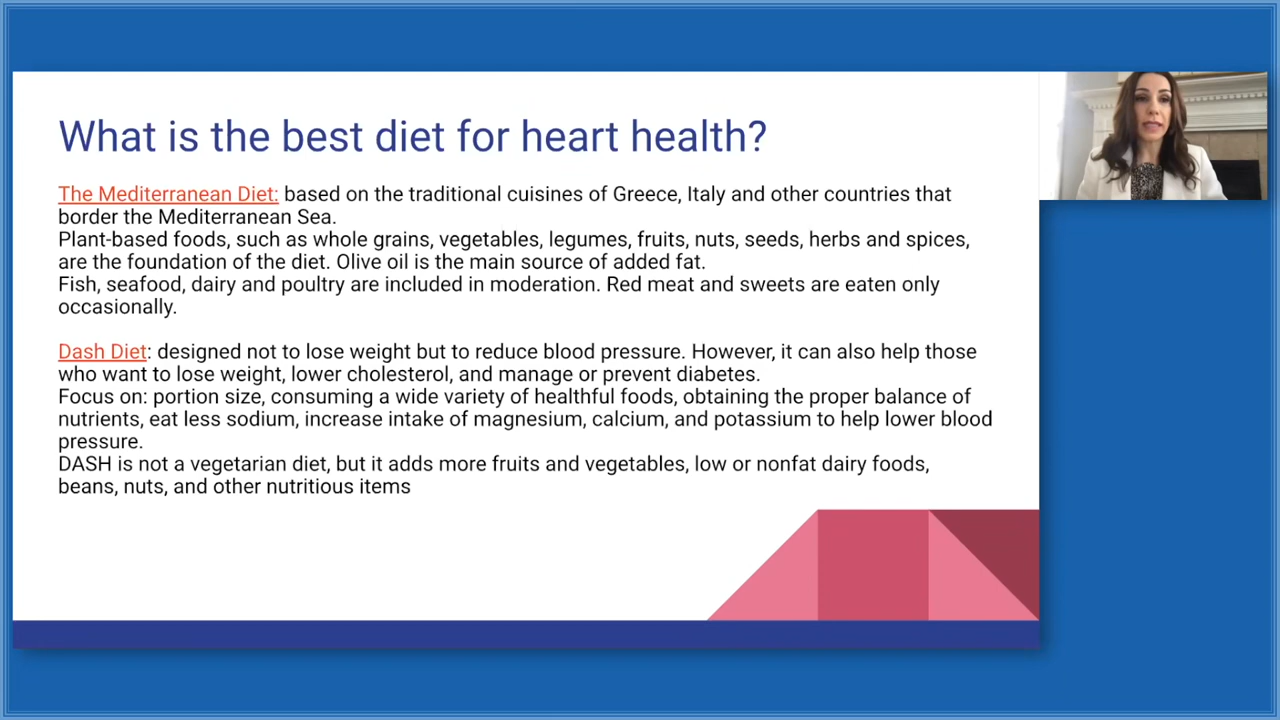 What is the best diet for heart health?
The Mediterranean Diet: based on the traditional cuisines of Greece, Italy and other countries that
border the Mediterranean Sea.
Plant-based foods, such as whole grains, vegetables, legumes, fruits, nuts, seeds, herbs and spices,
are the foundation of the diet. Olive oil is the main source of added fat.
Fish, seafood, dairy and poultry are included in moderation. Red meat and sweets are eaten only
occasionally.
Dash Diet: designed not to lose weight but to reduce blood pressure. However, it can also help those
who want to lose weight, lower cholesterol, and manage or prevent diabetes.
Focus on: portion size, consuming a wide variety of healthful foods, obtaining the proper balance of
nutrients, eat less sodium, increase intake of magnesium, calcium, and potassium to help lower blood
pressure.
DASH is not a vegetarian diet, but it adds more fruits and vegetables, low or nonfat dairy foods,
beans, nuts, and other nutritious items